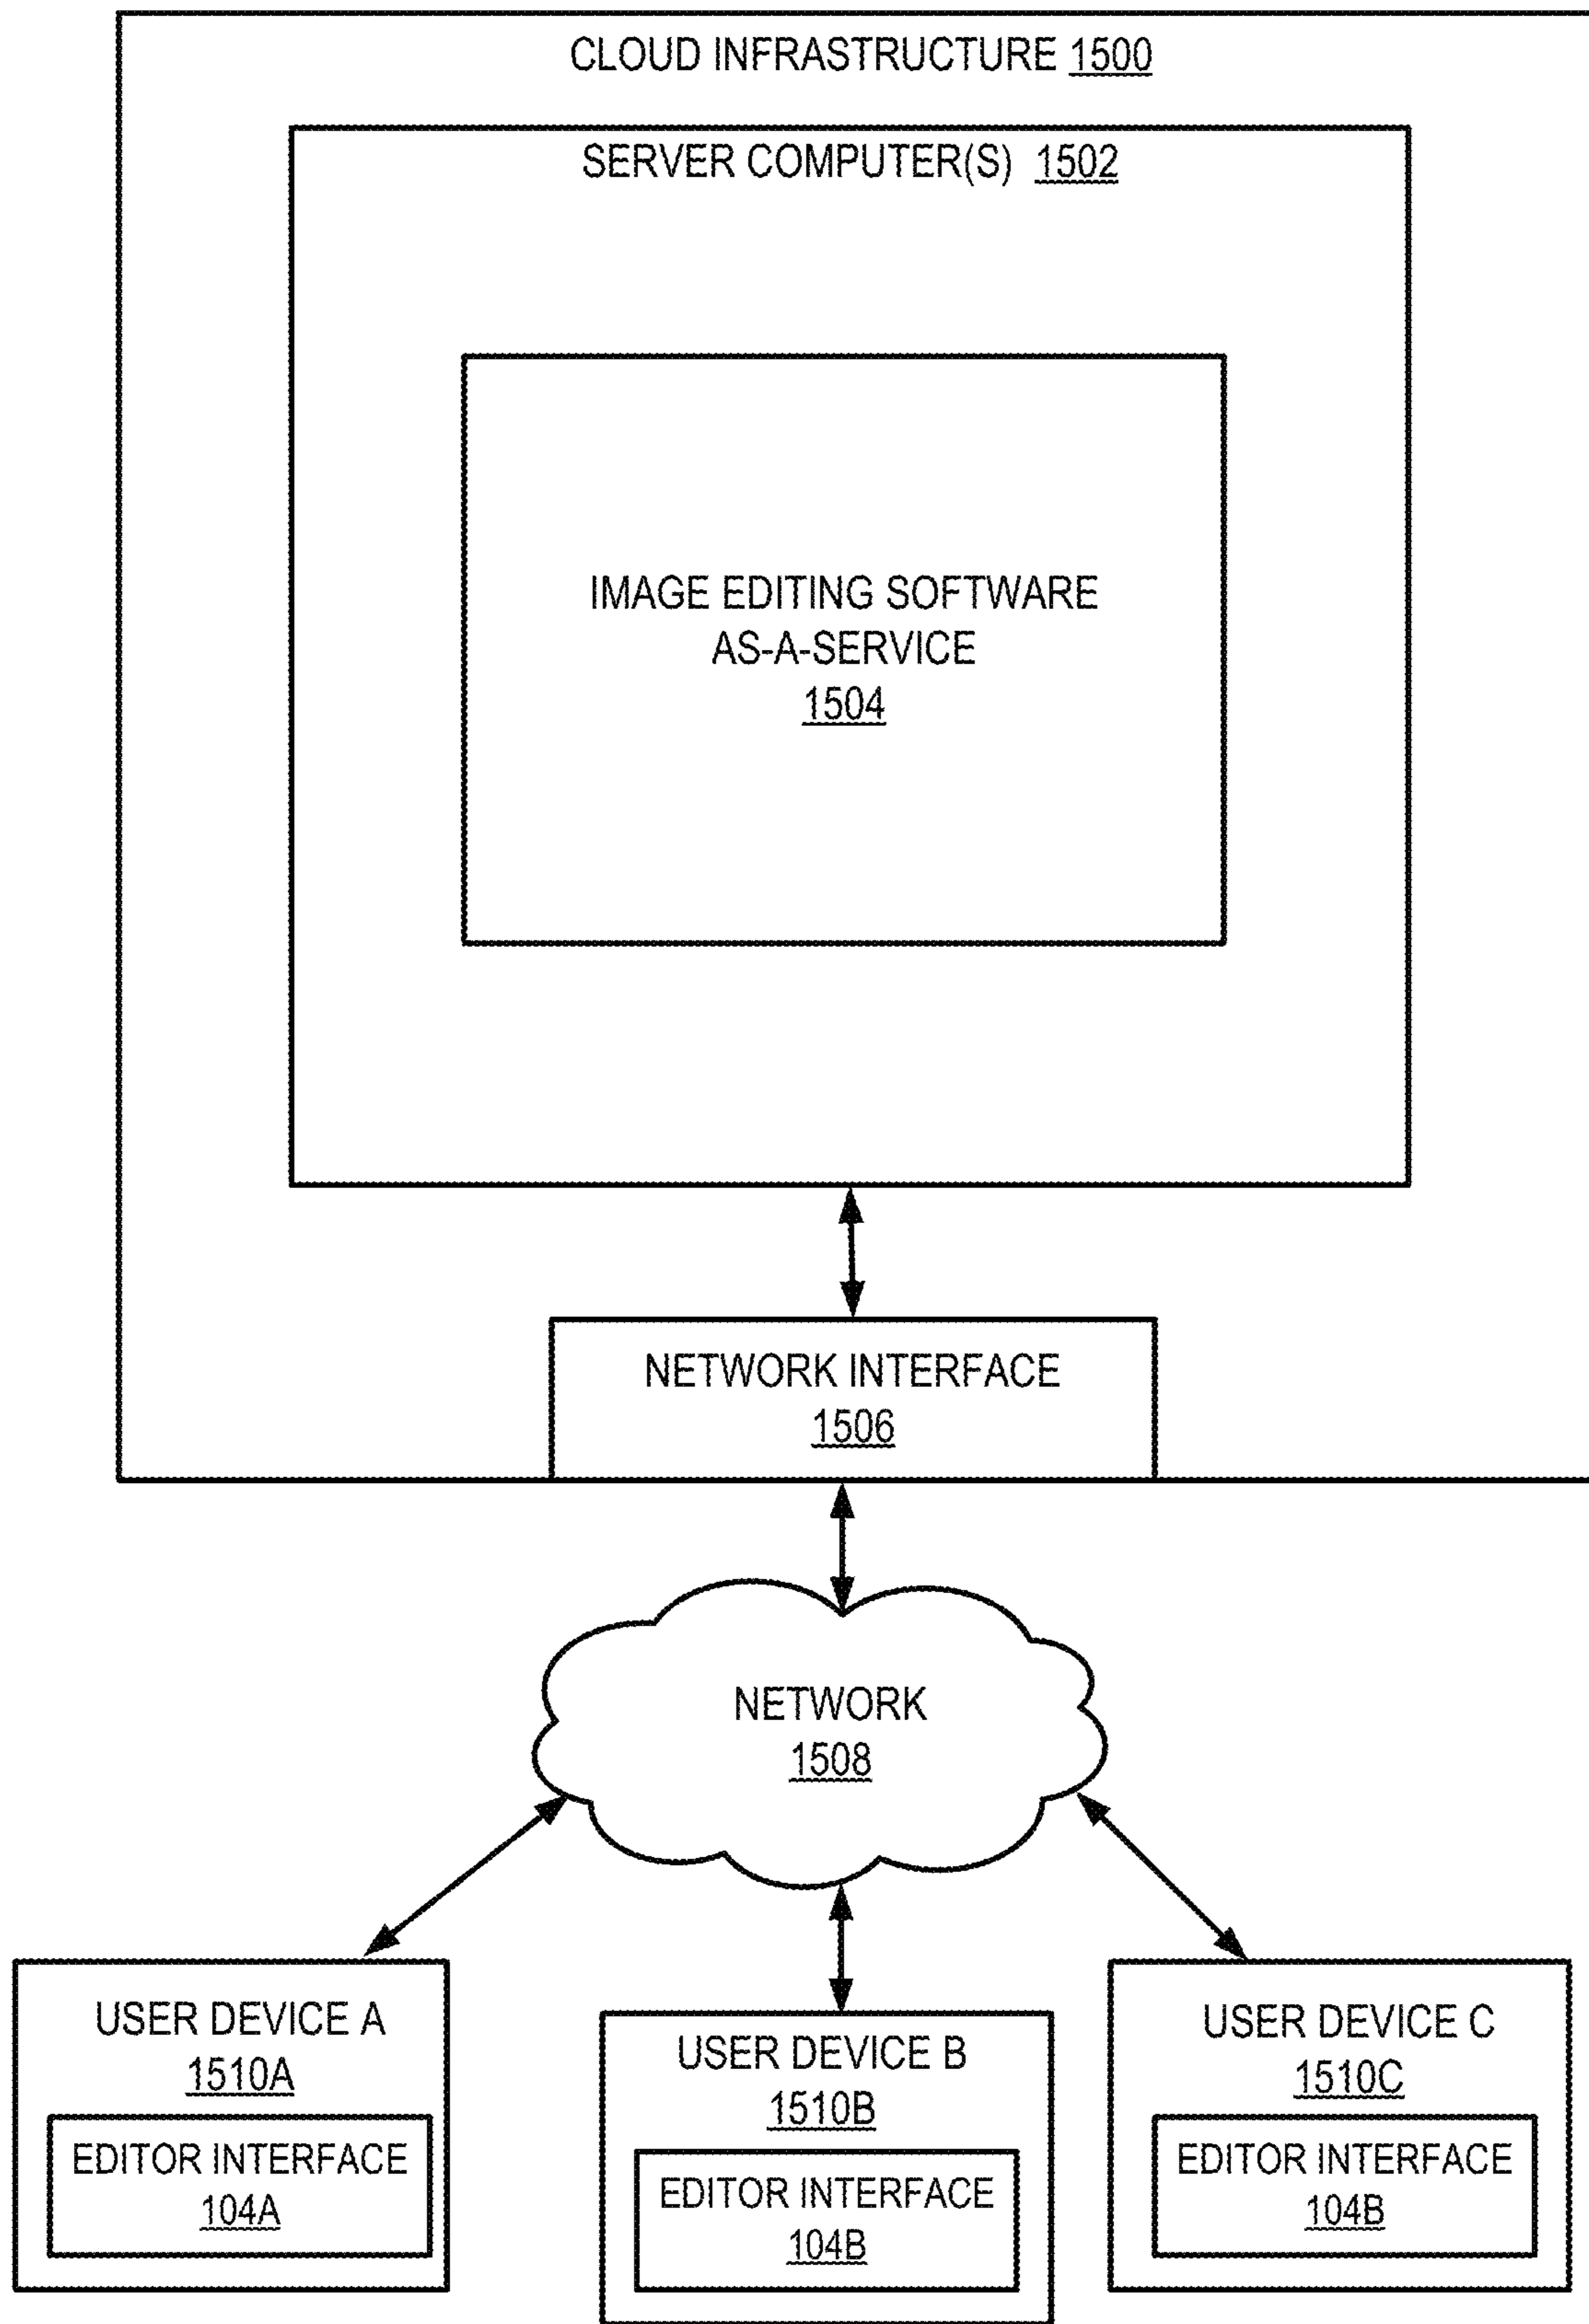 CLOUD INFRASTRUCTURE 1500
SERVER COMPUTER(S) 1502
IMAGE EDITING SOFTWARE
AS-A-SERVICE
1504
NETWORK INTERFACE
1506
NETWORK
1508
USER DEVICE A
1510A
EDITOR INTERFACE
104A
USER DEVICE B
1510B
EDITOR INTERFACE
104B
USER DEVICE C
1510C
EDITOR INTERFACE
104B